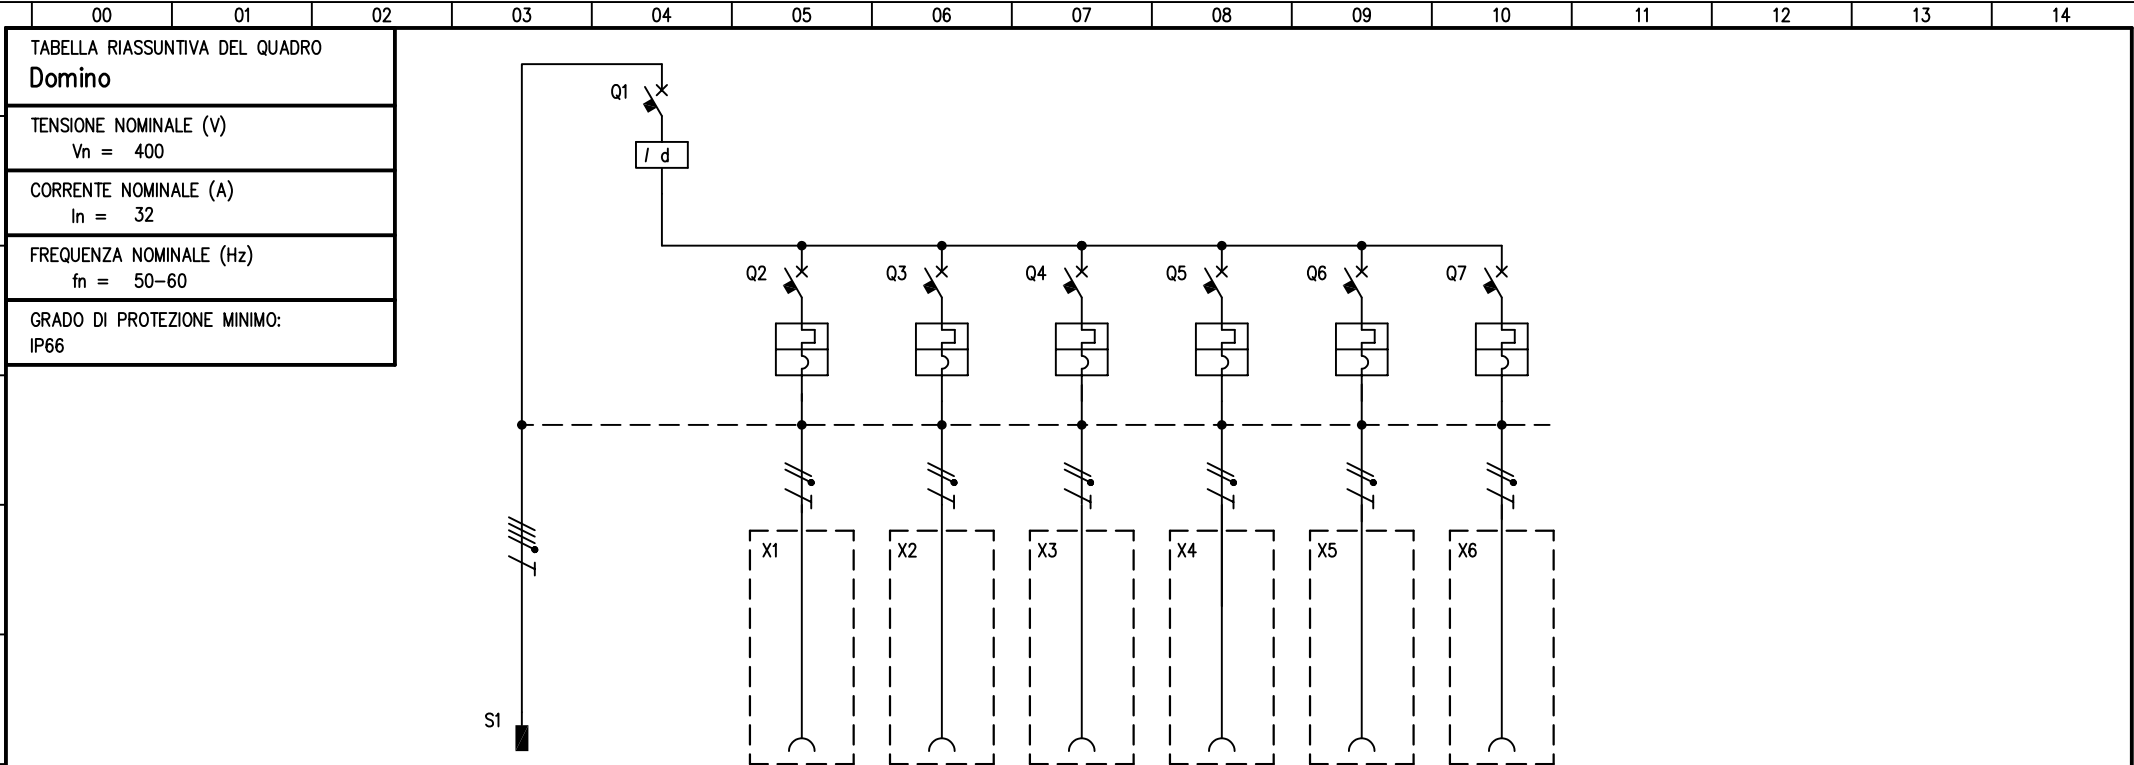 00 01 02 03 04 05 06 07 08 09 10 11 12 13 14
TABELLA RIASSUNTIVA DEL QUADRO
Domino
TENSIONE NOMINALE (V)
Vn = 400
CORRENTE NOMINALE (A)
In = 32
FREQUENZA NOMINALE (Hz)
fn = 50-60
GRADO DI PROTEZIONE MINIMO:
IP66
Q1
I d
Q2 Q3 Q4 Q5 Q6 Q7
X1 X2 X3 X4 X5 X6
S1